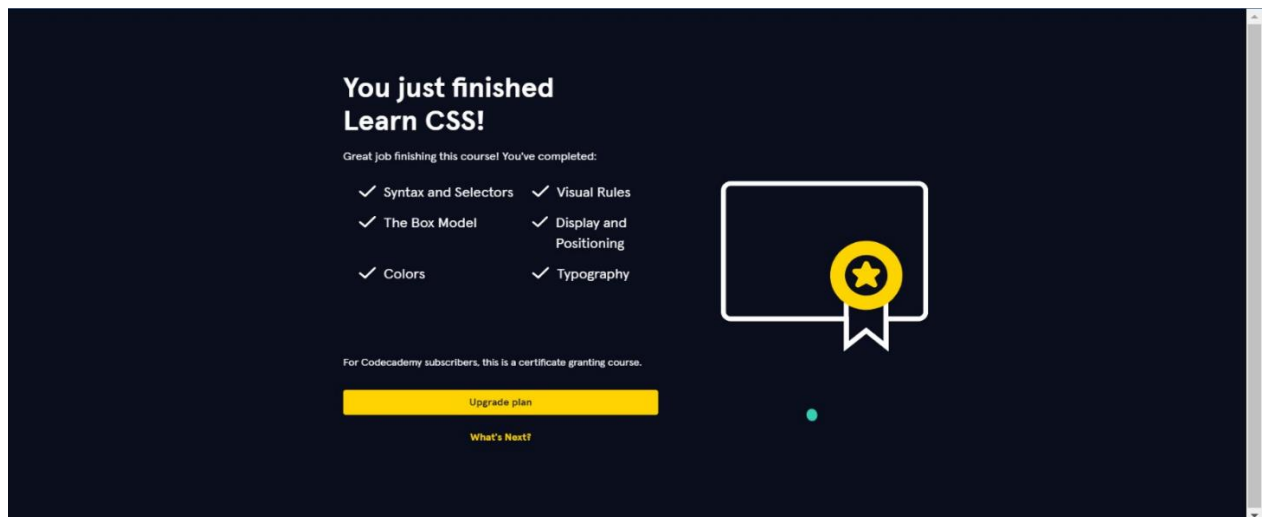 You just finished
Learn CSS!
Great job finishing this course! You've completed:
Syntax and Selectors
Visual Rules
The Box Model
Display and
Positioning
Colors
Typography
For Codecademy subscribers, this is a certificate granting course.
Upgrade plan
What's Next?